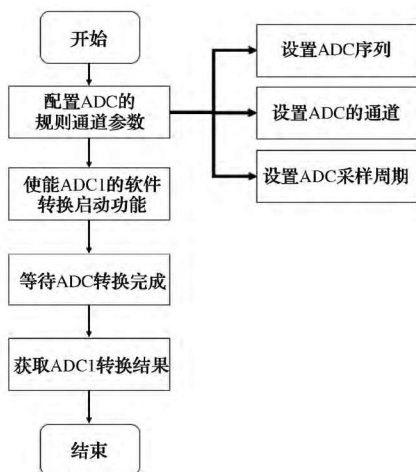 开始
配置ADC的
规则通道参数
使能ADC1的软件
转换启动功能
等待ADC转换完成
获取ADC1转换结果
结束
设置ADC序列
设置ADC的通道
设置ADC采样周期